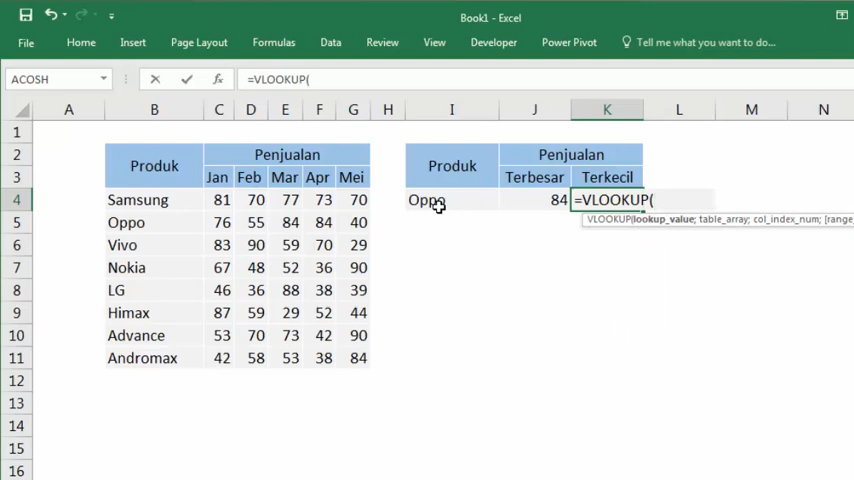 Book1 - Excel
File Home Insert Page Layout Formulas Data Review View Developer Power Pivot Tell me what you want to do...
ACOSH fx =VLOOKUP(
A B C D E F G H I J K L M N
1
2 Produk Penjualan Produk Penjualan
3 Jan Feb Mar Apr Mei Terbesar Terkecil
4 Samsung 81 70 77 73 70 Oppo 84 =VLOOKUP(
5 Oppo 76 55 84 84 40 VLOOKUP(lookup_value; table_array; col_index_num; [range_
6 Vivo 83 90 59 70 29
7 Nokia 67 48 52 36 90
8 LG 46 36 88 38 39
9 Himax 87 59 29 52 44
10 Advance 53 70 73 42 90
11 Andromax 42 58 53 38 84
12
13
14
15
16